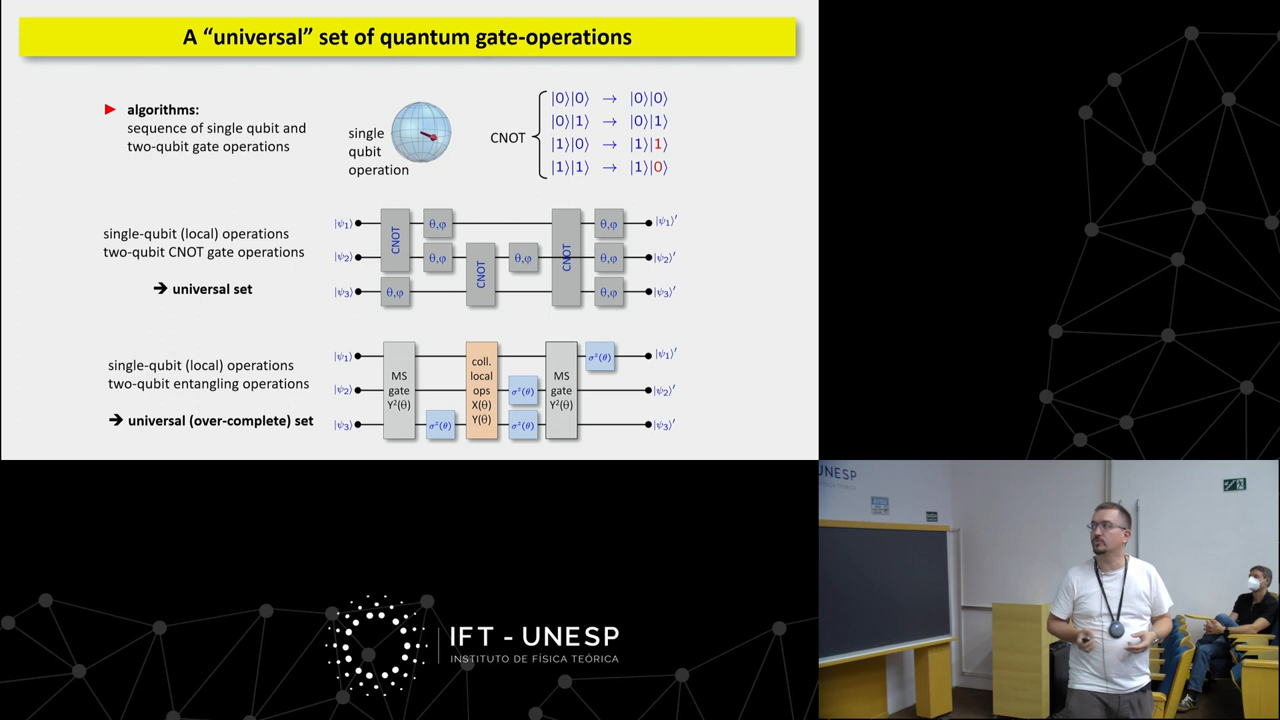 A “universal” set of quantum gate-operations
algorithms:
sequence of single qubit and
two-qubit gate operations
single
qubit
operation
CNOT
|0⟩|0⟩ → |0⟩|0⟩
|0⟩|1⟩ → |0⟩|1⟩
|1⟩|0⟩ → |1⟩|1⟩
|1⟩|1⟩ → |1⟩|0⟩
single-qubit (local) operations
two-qubit CNOT gate operations
➔ universal set
|ψ₁⟩ CNOT θ,φ CNOT θ,φ |ψ₁⟩′
|ψ₂⟩ θ,φ CNOT θ,φ θ,φ |ψ₂⟩′
|ψ₃⟩ θ,φ θ,φ |ψ₃⟩′
single-qubit (local) operations
two-qubit entangling operations
➔ universal (over-complete) set
|ψ₁⟩ σᶻ(θ) |ψ₁⟩′
|ψ₂⟩ σᶻ(θ) |ψ₂⟩′
|ψ₃⟩ σᶻ(θ) σᶻ(θ) |ψ₃⟩′
MS
gate
Y²(θ)
coll.
local
ops
X(θ)
Y(θ)
MS
gate
Y²(θ)
UNESP
IFT - UNESP
INSTITUTO DE FÍSICA TEÓRICA